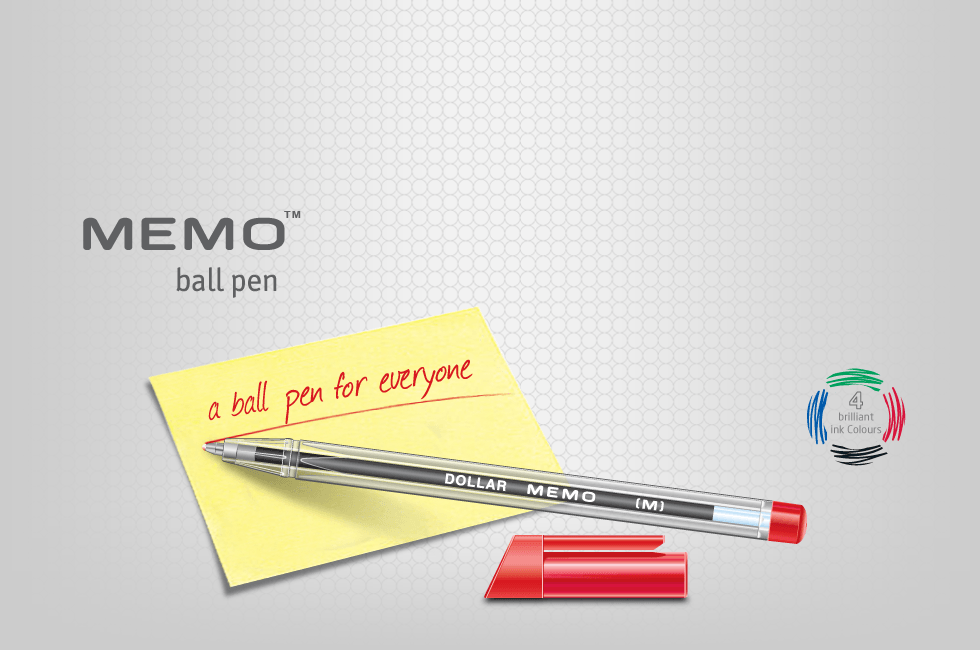 MEMO™
ball pen
a ball pen for everyone
DOLLAR MEMO (M)
4
brilliant
ink Colours